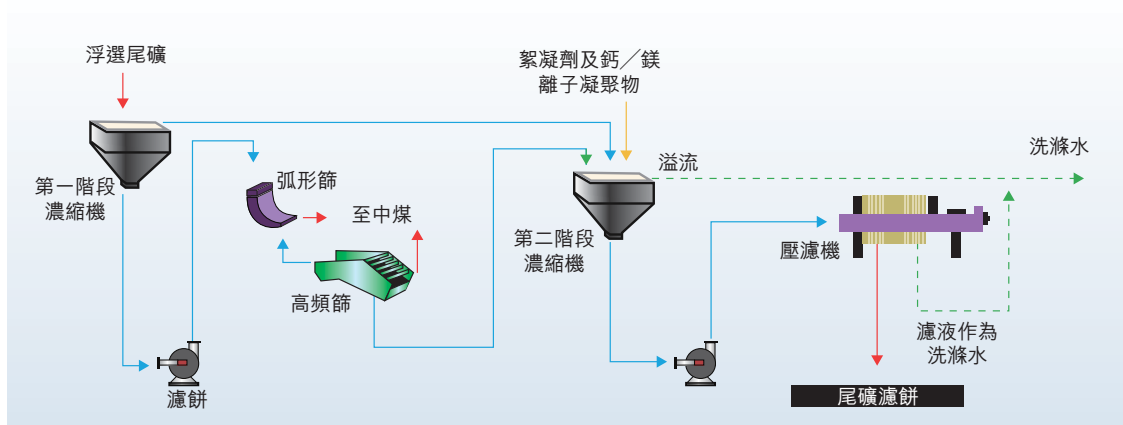 浮選尾礦
第一階段
濃縮機
濾餅
弧形篩
至中煤
高頻篩
絮凝劑及鈣／鎂
離子凝聚物
溢流
第二階段
濃縮機
洗滌水
壓濾機
濾液作為
洗滌水
尾礦濾餅